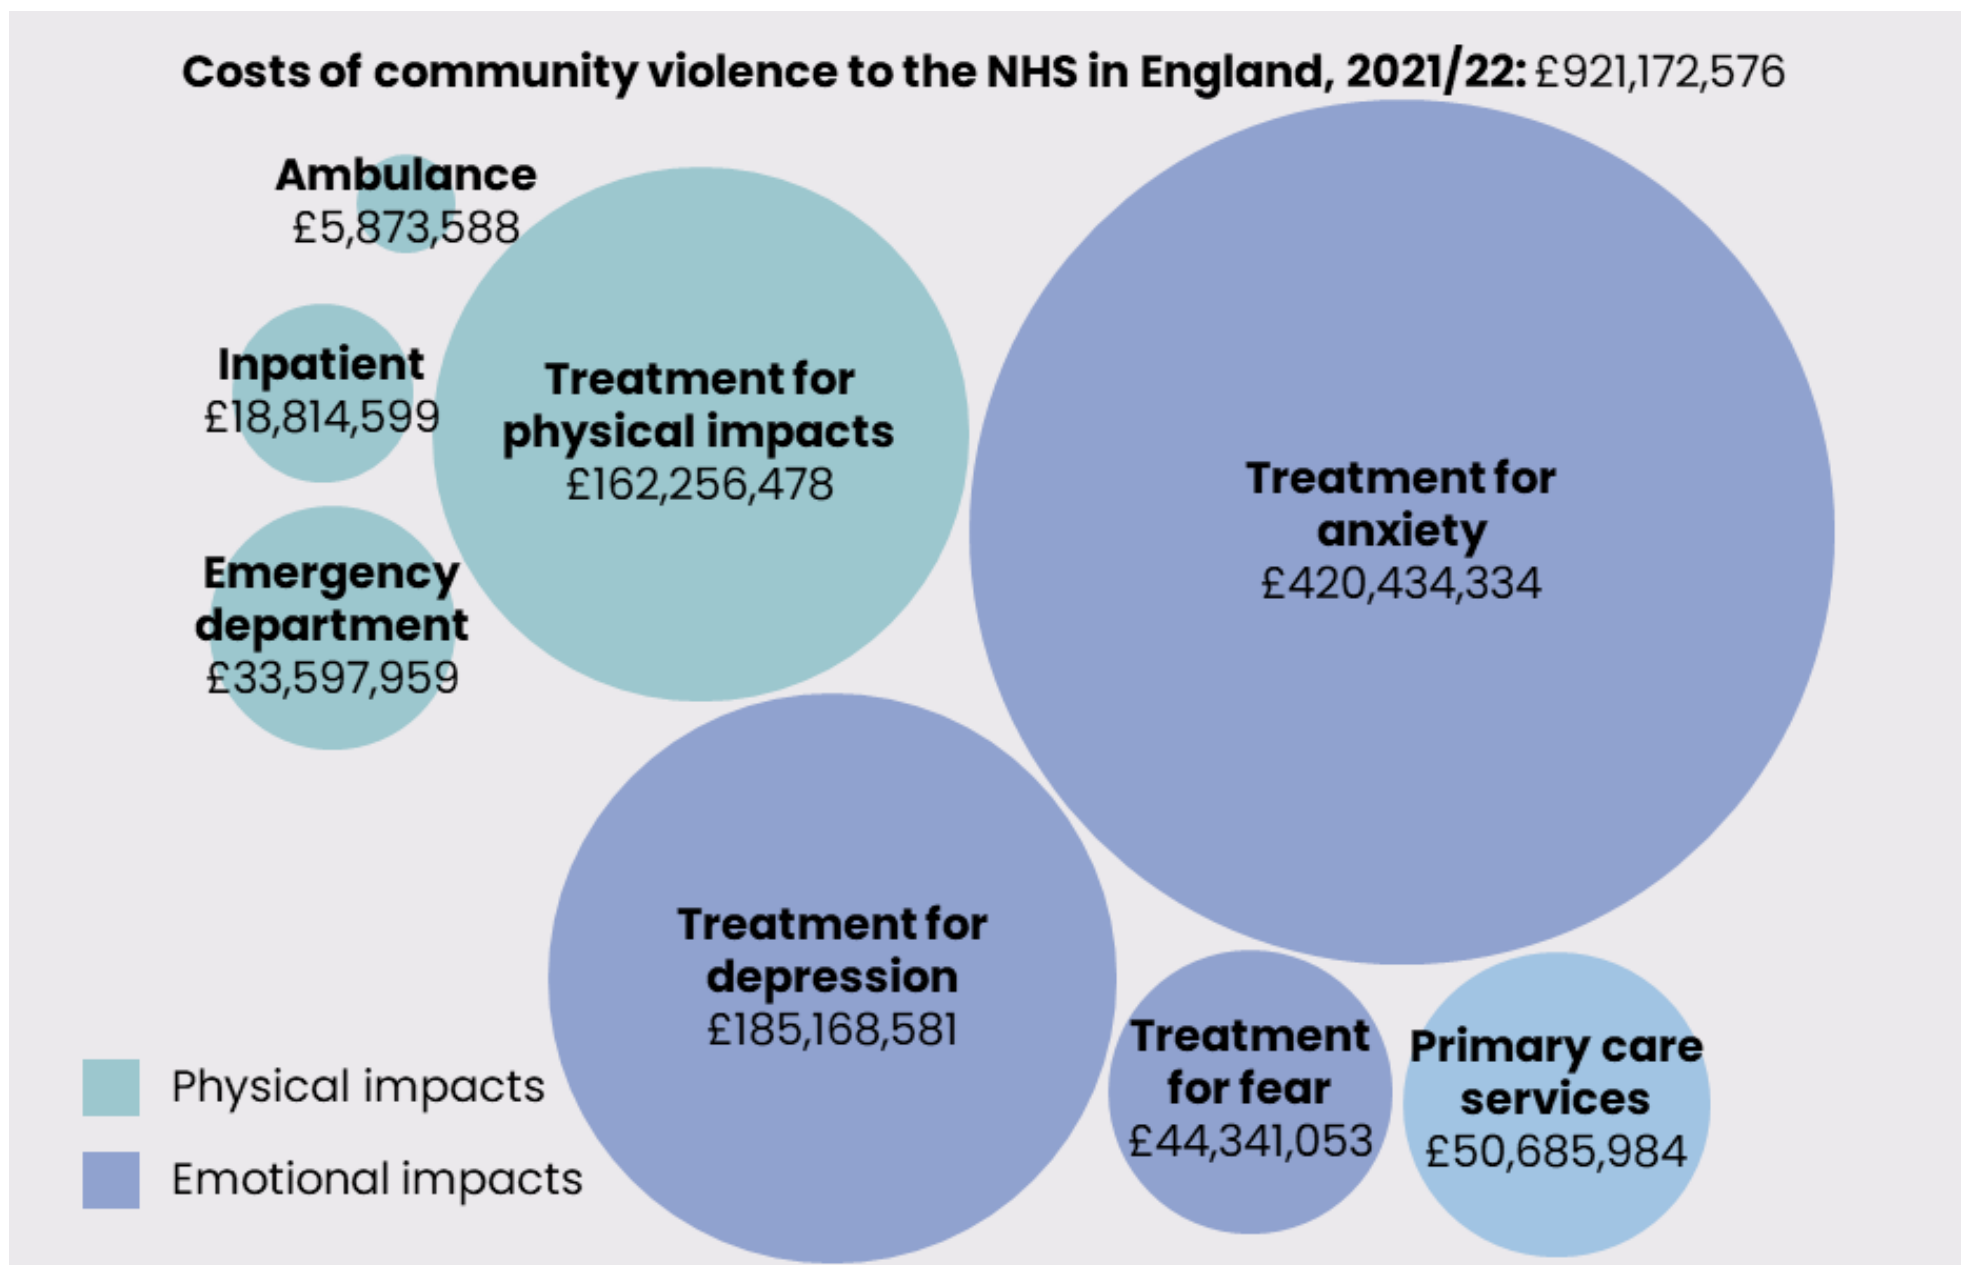 Costs of community violence to the NHS in England, 2021/22: £921,172,576
Ambulance
£5,873,588
Inpatient
£18,814,599
Emergency
department
£33,597,959
Treatment for
physical impacts
£162,256,478
Treatment for
anxiety
£420,434,334
Treatment for
depression
£185,168,581
Treatment
for fear
£44,341,053
Primary care
services
£50,685,984
Physical impacts
Emotional impacts